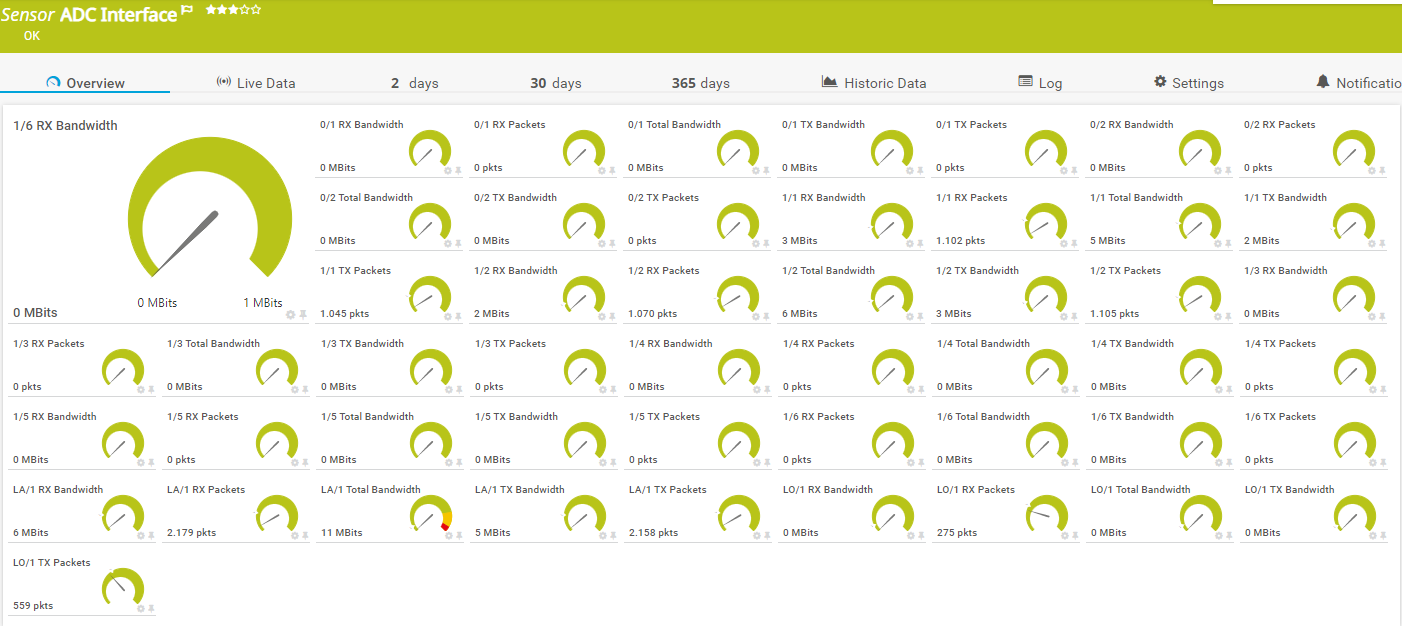 Sensor ADC Interface
OK
Overview Live Data 2 days 30 days 365 days Historic Data Log Settings Notificatio
1/6 RX Bandwidth
0 MBits 1 MBits
0 MBits
0/1 RX Bandwidth 0/1 RX Packets 0/1 Total Bandwidth 0/1 TX Bandwidth 0/1 TX Packets 0/2 RX Bandwidth 0/2 RX Packets
0 MBits 0 pkts 0 MBits 0 MBits 0 pkts 0 MBits 0 pkts
0/2 Total Bandwidth 0/2 TX Bandwidth 0/2 TX Packets 1/1 RX Bandwidth 1/1 RX Packets 1/1 Total Bandwidth 1/1 TX Bandwidth
0 MBits 0 MBits 0 pkts 3 MBits 1.102 pkts 5 MBits 2 MBits
1/1 TX Packets 1/2 RX Bandwidth 1/2 RX Packets 1/2 Total Bandwidth 1/2 TX Bandwidth 1/2 TX Packets 1/3 RX Bandwidth
1.045 pkts 2 MBits 1.070 pkts 6 MBits 3 MBits 1.105 pkts 0 MBits
1/3 RX Packets 1/3 Total Bandwidth 1/3 TX Bandwidth 1/3 TX Packets 1/4 RX Bandwidth 1/4 RX Packets 1/4 Total Bandwidth 1/4 TX Bandwidth 1/4 TX Packets
0 pkts 0 MBits 0 MBits 0 pkts 0 MBits 0 pkts 0 MBits 0 MBits 0 pkts
1/5 RX Bandwidth 1/5 RX Packets 1/5 Total Bandwidth 1/5 TX Bandwidth 1/5 TX Packets 1/6 RX Packets 1/6 Total Bandwidth 1/6 TX Bandwidth 1/6 TX Packets
0 MBits 0 pkts 0 MBits 0 MBits 0 pkts 0 pkts 0 MBits 0 MBits 0 pkts
LA/1 RX Bandwidth LA/1 RX Packets LA/1 Total Bandwidth LA/1 TX Bandwidth LA/1 TX Packets LO/1 RX Bandwidth LO/1 RX Packets LO/1 Total Bandwidth LO/1 TX Bandwidth
6 MBits 2.179 pkts 11 MBits 5 MBits 2.158 pkts 0 MBits 275 pkts 0 MBits 0 MBits
LO/1 TX Packets
559 pkts